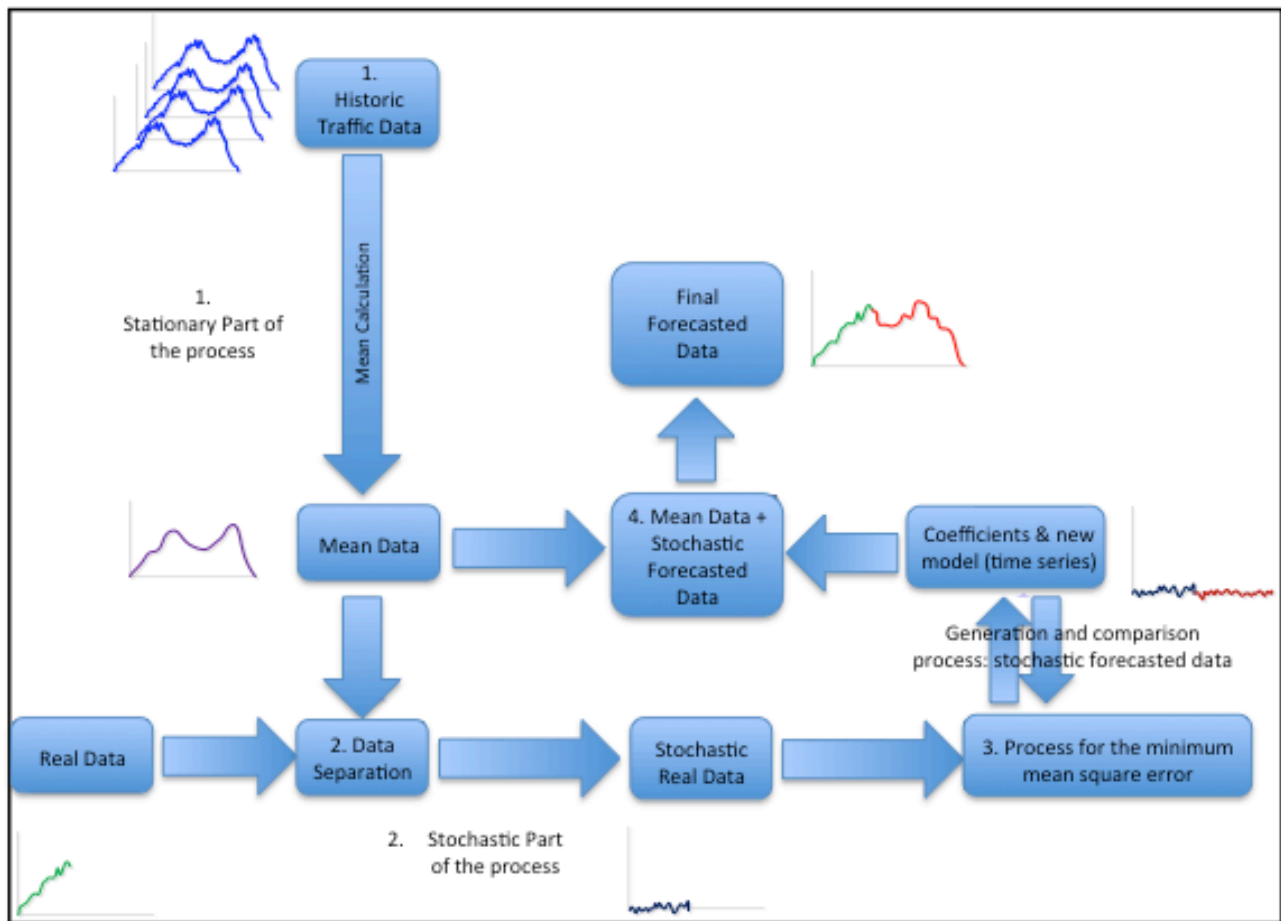 1.
Historic
Traffic Data
Mean Calculation
1.
Stationary Part of
the process
Final
Forecasted
Data
Mean Data
4. Mean Data +
Stochastic
Forecasted
Data
Coefficients & new
model (time series)
Generation and comparison
process: stochastic forecasted data
Real Data
2. Data
Separation
Stochastic
Real Data
3. Process for the minimum
mean square error
2. Stochastic Part
of the process